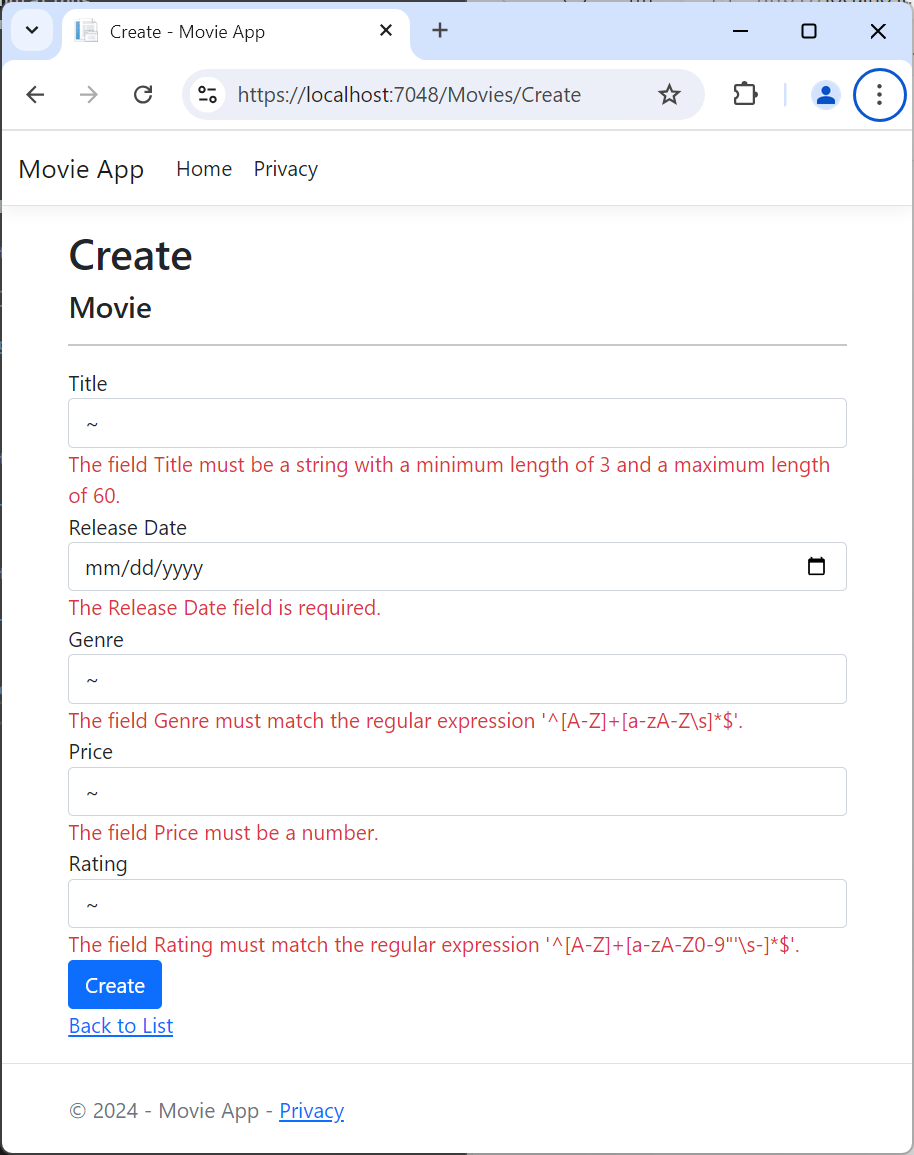 Create - Movie App
https://localhost:7048/Movies/Create
Movie App Home Privacy
Create
Movie
Title
~
The field Title must be a string with a minimum length of 3 and a maximum length
of 60.
Release Date
mm/dd/yyyy
The Release Date field is required.
Genre
~
The field Genre must match the regular expression '^[A-Z]+[a-zA-Z\s]*$'.
Price
~
The field Price must be a number.
Rating
~
The field Rating must match the regular expression '^[A-Z]+[a-zA-Z0-9"'\s-]*$'.
Create
Back to List
© 2024 - Movie App - Privacy